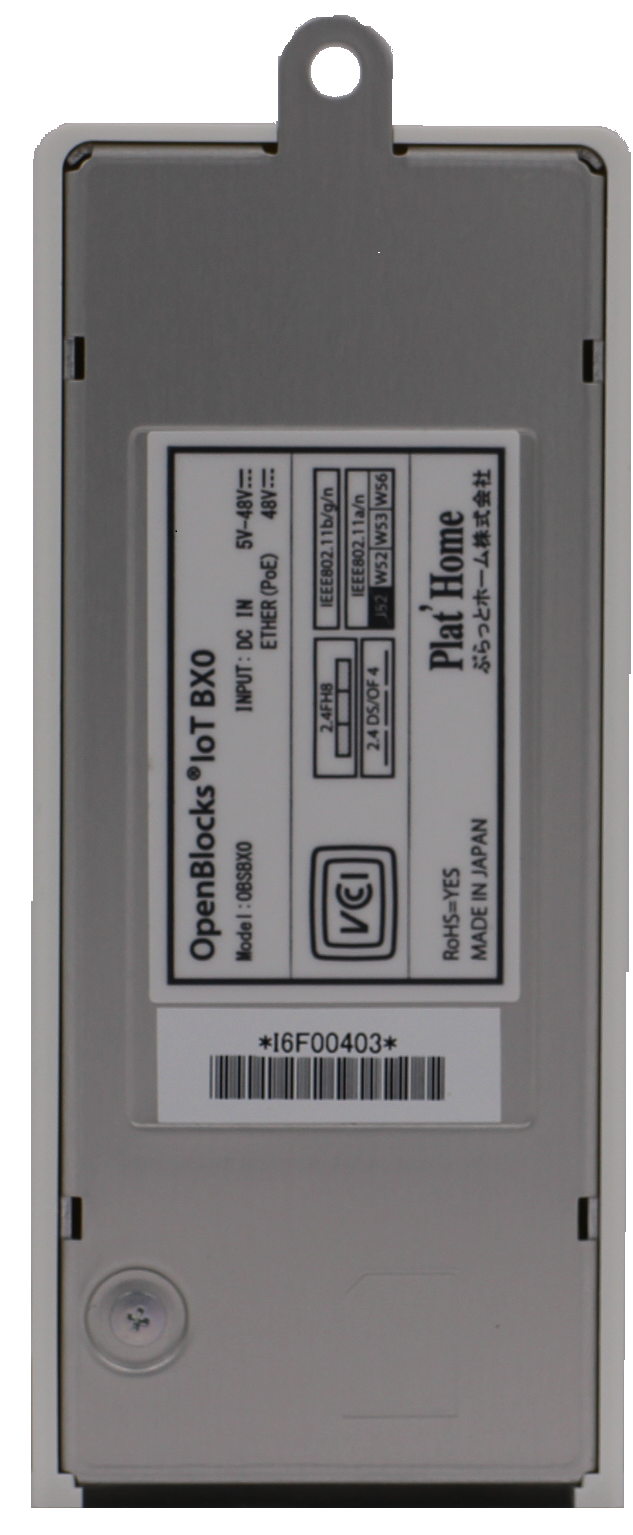 OpenBlocks®IoT BX0
Model:OBSBX0
INPUT: DC IN 5V-48V
ETHER(PoE) 48V
VCCI
2.4FH8
2.4 DS/OF 4
IEEE802.11b/g/n
IEEE802.11a/n
J52 W52 W53 W56
RoHS=YES
MADE IN JAPAN
Plat'Home
ぷらっとホーム株式会社
*I6F00403*